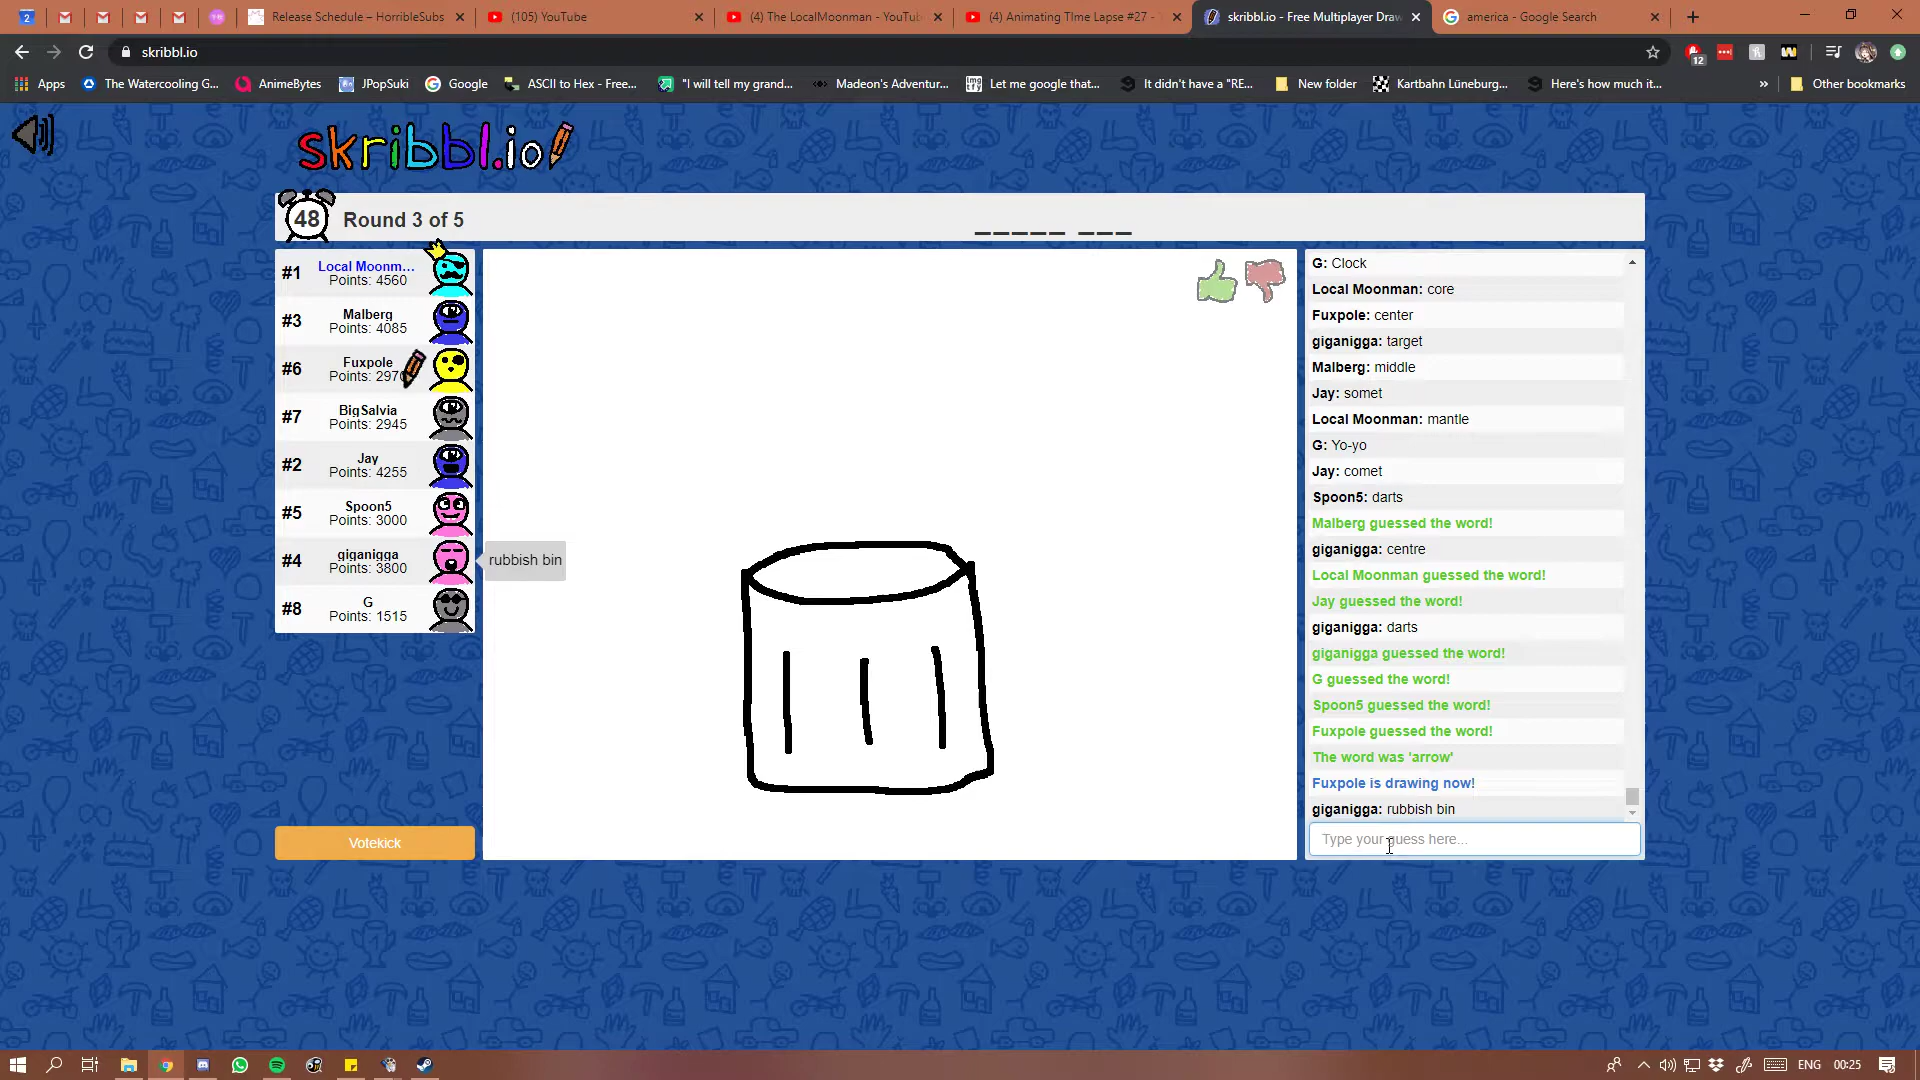 Release Schedule – HorribleSubs
(105) YouTube
(4) The LocalMoonman - YouTub
(4) Animating TIme Lapse #27 -
skribbl.io - Free Multiplayer Draw
america - Google Search
skribbl.io
12
Apps
The Watercooling G...
AnimeBytes
JPopSuki
Google
ASCII to Hex - Free...
"I will tell my grand...
Madeon's Adventur...
Let me google that...
It didn't have a "RE...
New folder
Kartbahn Lüneburg...
Here's how much it...
»
Other bookmarks
skribbl.io
48
Round 3 of 5
_____ ___
#1
Local Moonm...
Points: 4560
#3
Malberg
Points: 4085
#6
Fuxpole
Points: 2970
#7
BigSalvia
Points: 2945
#2
Jay
Points: 4255
#5
Spoon5
Points: 3000
#4
giganigga
Points: 3800
rubbish bin
#8
G
Points: 1515
Votekick
G: Clock
Local Moonman: core
Fuxpole: center
giganigga: target
Malberg: middle
Jay: somet
Local Moonman: mantle
G: Yo-yo
Jay: comet
Spoon5: darts
Malberg guessed the word!
giganigga: centre
Local Moonman guessed the word!
Jay guessed the word!
giganigga: darts
giganigga guessed the word!
G guessed the word!
Spoon5 guessed the word!
Fuxpole guessed the word!
The word was 'arrow'
Fuxpole is drawing now!
giganigga: rubbish bin
Type your guess here...
ENG
00:25